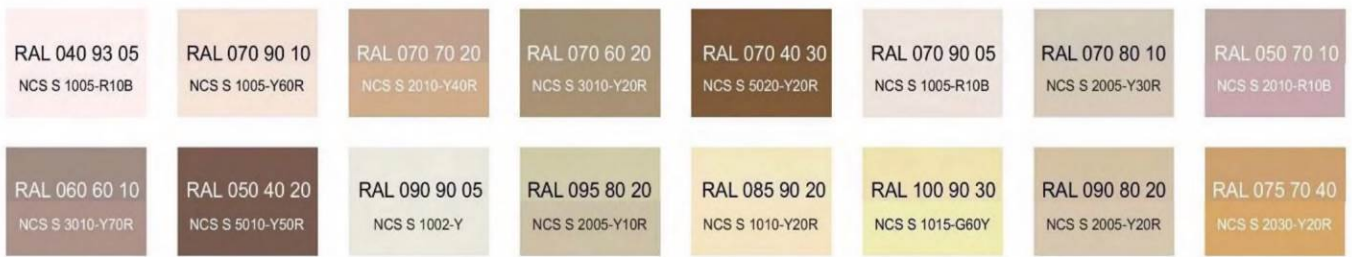 RAL 040 93 05
NCS S 1005-R10B
RAL 070 90 10
NCS S 1005-Y60R
RAL 070 70 20
NCS S 2010-Y40R
RAL 070 60 20
NCS S 3010-Y20R
RAL 070 40 30
NCS S 5020-Y20R
RAL 070 90 05
NCS S 1005-R10B
RAL 070 80 10
NCS S 2005-Y30R
RAL 050 70 10
NCS S 2010-R10B
RAL 060 60 10
NCS S 3010-Y70R
RAL 050 40 20
NCS S 5010-Y50R
RAL 090 90 05
NCS S 1002-Y
RAL 095 80 20
NCS S 2005-Y10R
RAL 085 90 20
NCS S 1010-Y20R
RAL 100 90 30
NCS S 1015-G60Y
RAL 090 80 20
NCS S 2005-Y20R
RAL 075 70 40
NCS S 2030-Y20R